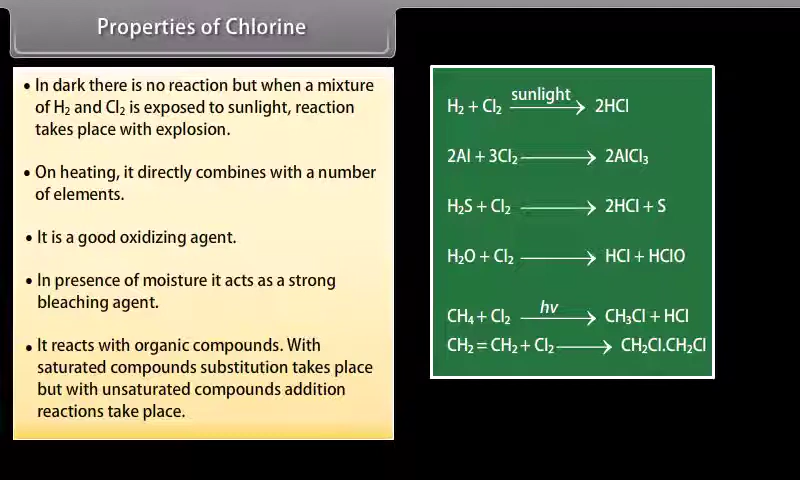 Properties of Chlorine
• In dark there is no reaction but when a mixture
of H₂ and Cl₂ is exposed to sunlight, reaction
takes place with explosion.
• On heating, it directly combines with a number
of elements.
• It is a good oxidizing agent.
• In presence of moisture it acts as a strong
bleaching agent.
• It reacts with organic compounds. With
saturated compounds substitution takes place
but with unsaturated compounds addition
reactions take place.
sunlight
H₂ + Cl₂ ⟶ 2HCl
2Al + 3Cl₂ ⟶ 2AlCl₃
H₂S + Cl₂ ⟶ 2HCl + S
H₂O + Cl₂ ⟶ HCl + HClO
hv
CH₄ + Cl₂ ⟶ CH₃Cl + HCl
CH₂ = CH₂ + Cl₂ ⟶ CH₂Cl.CH₂Cl